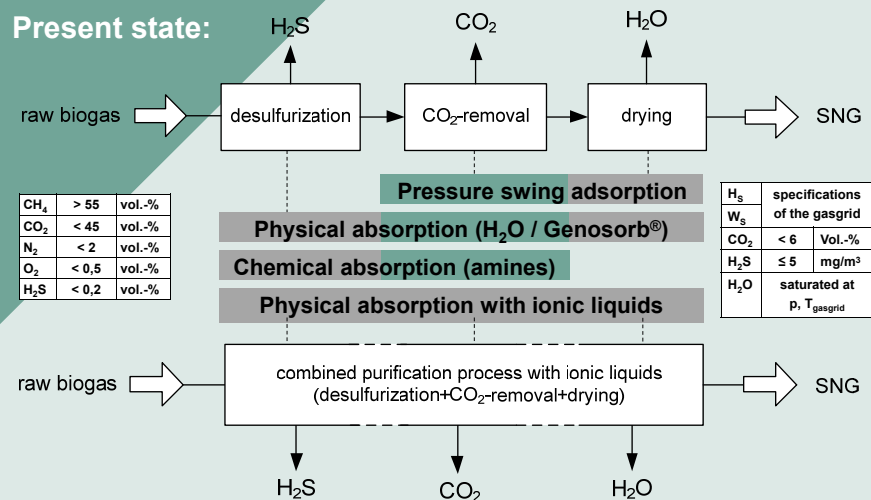 Present state:
H₂S
CO₂
H₂O
raw biogas
desulfurization
CO₂-removal
drying
SNG
Pressure swing adsorption
Physical absorption (H₂O / Genosorb®)
Chemical absorption (amines)
Physical absorption with ionic liquids
CH₄ > 55 vol.-%
CO₂ < 45 vol.-%
N₂ < 2 vol.-%
O₂ < 0,5 vol.-%
H₂S < 0,2 vol.-%
H_S specifications
W_S of the gasgrid
CO₂ < 6 Vol.-%
H₂S ≤ 5 mg/m³
H₂O saturated at
p, T_gasgrid
raw biogas
combined purification process with ionic liquids
(desulfurization+CO₂-removal+drying)
SNG
H₂S
CO₂
H₂O